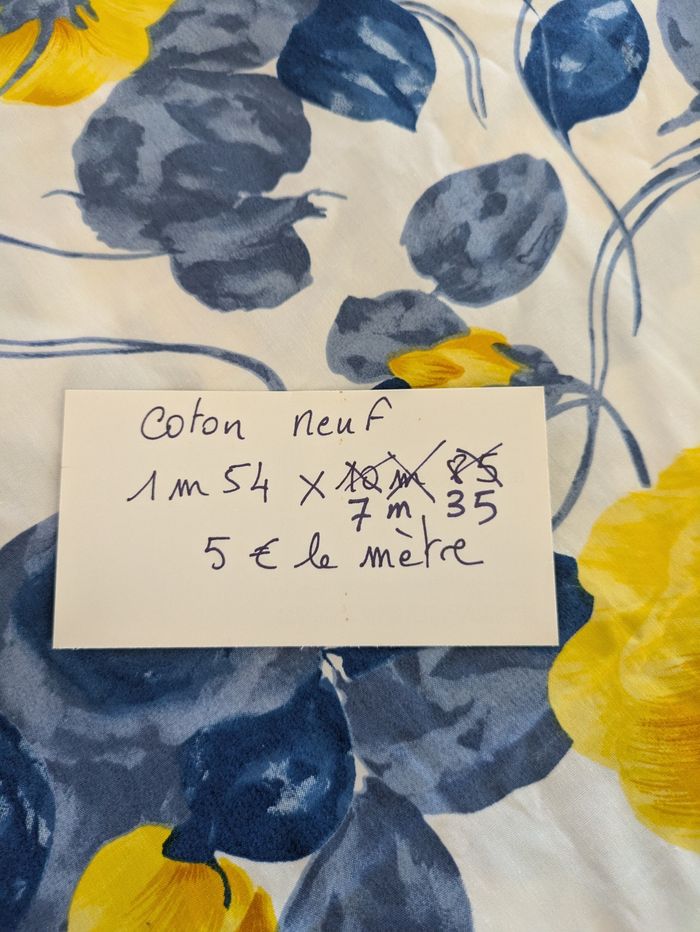 coton neuf
1 m 54 x 10 m 85
7 m 35
5 € le mètre